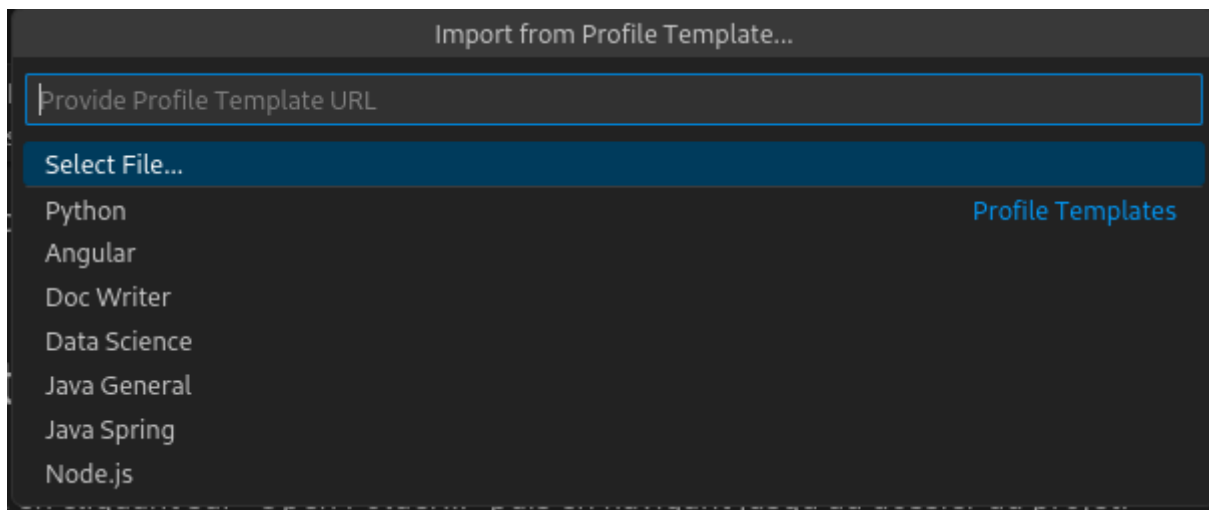 Import from Profile Template...
Provide Profile Template URL
Select File...
Python Profile Templates
Angular
Doc Writer
Data Science
Java General
Java Spring
Node.js